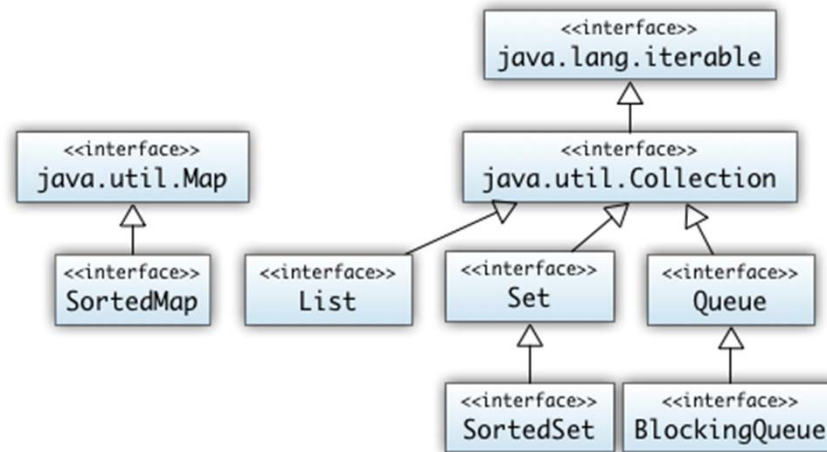 <<interface>>
java.lang.iterable
<<interface>>
java.util.Map
<<interface>>
java.util.Collection
<<interface>>
SortedMap
<<interface>>
List
<<interface>>
Set
<<interface>>
Queue
<<interface>>
SortedSet
<<interface>>
BlockingQueue